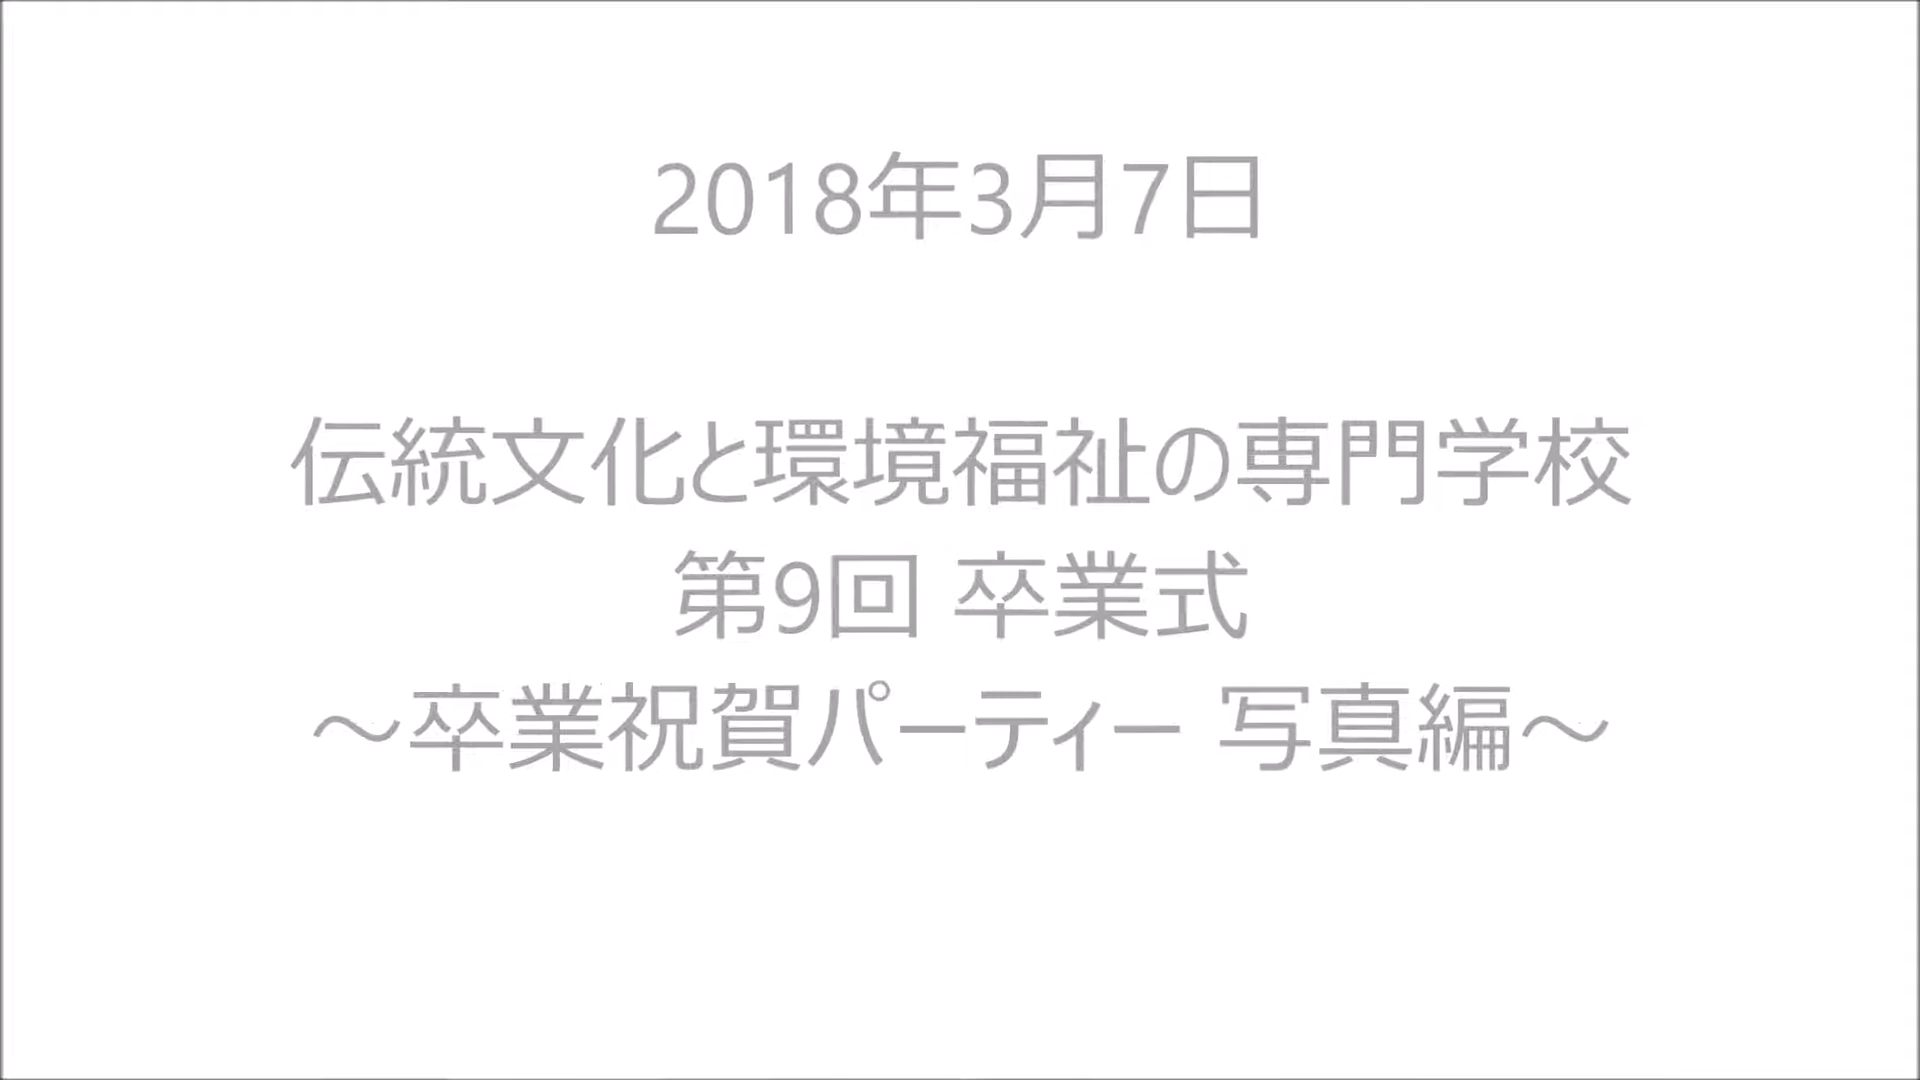 2018年3月7日
伝統文化と環境福祉の専門学校
第9回 卒業式
～卒業祝賀パーティー 写真編～